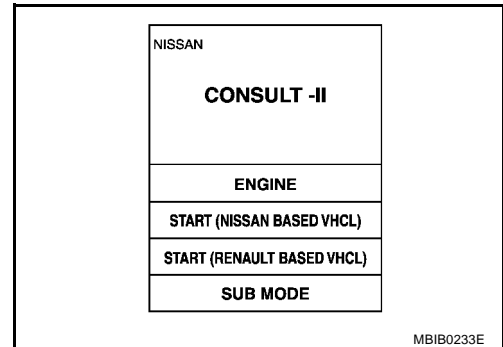 NISSAN
CONSULT -II
ENGINE
START (NISSAN BASED VHCL)
START (RENAULT BASED VHCL)
SUB MODE
MBIB0233E